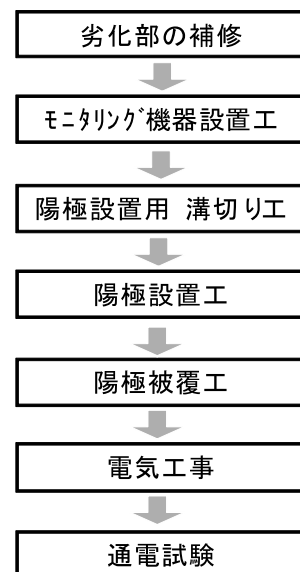 劣化部の補修
ﾓﾆﾀﾘﾝｸﾞ機器設置工
陽極設置用 溝切り工
陽極設置工
陽極被覆工
電気工事
通電試験